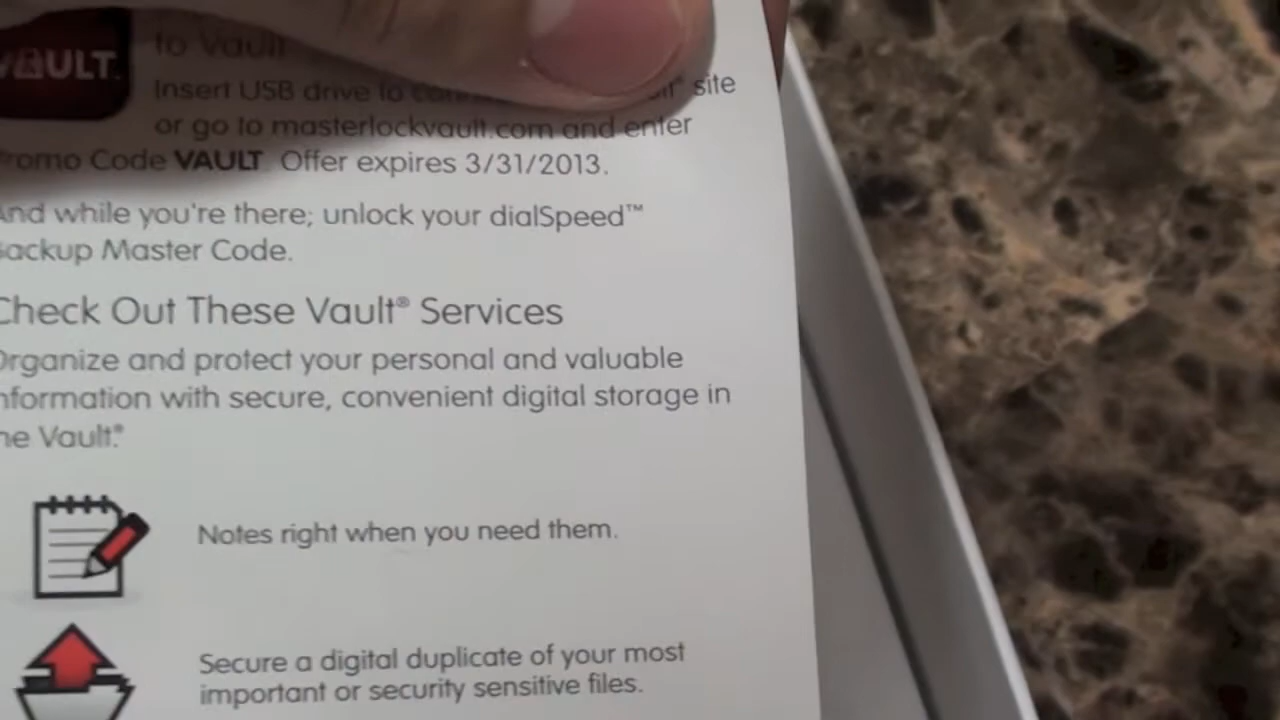 VAULT
to Vault
Insert USB drive to site
or go to masterlockvault.com and enter
Promo Code VAULT. Offer expires 3/31/2013.
And while you're there; unlock your dialSpeed™
Backup Master Code.
Check Out These Vault® Services
Organize and protect your personal and valuable
information with secure, convenient digital storage in
the Vault.®
Notes right when you need them.
Secure a digital duplicate of your most
important or security sensitive files.